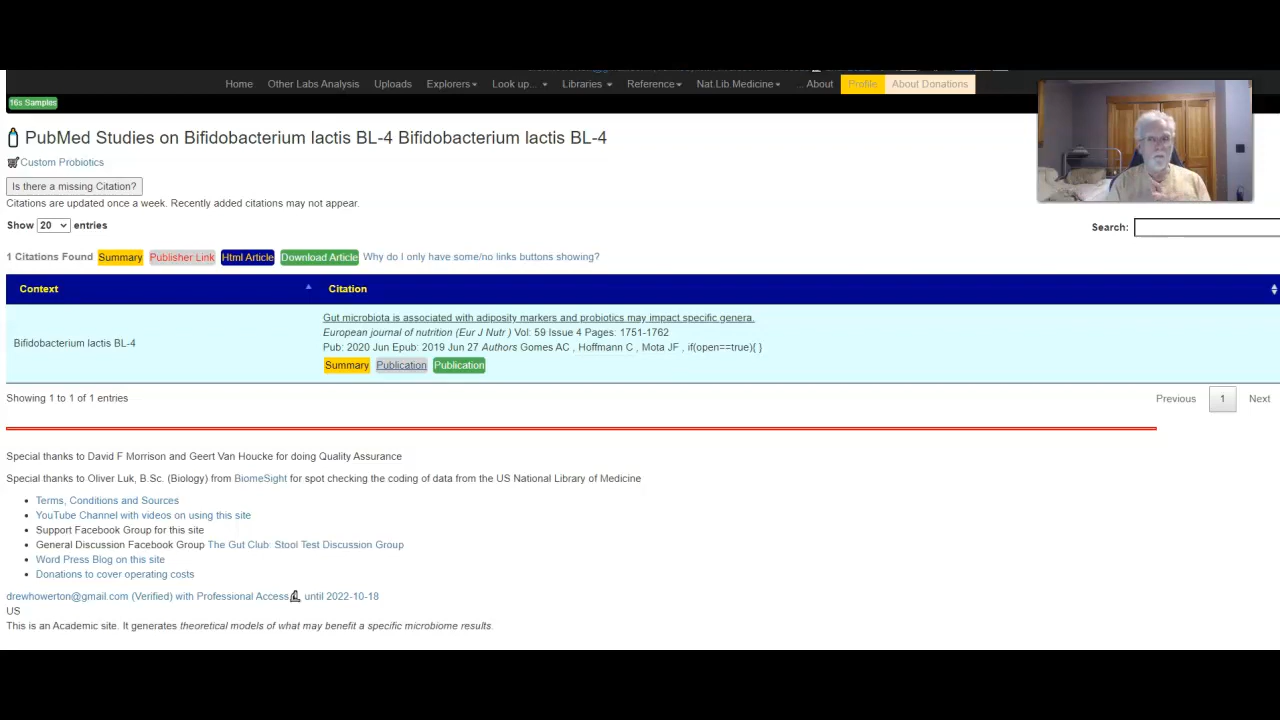 Home Other Labs Analysis Uploads Explorers Look up... Libraries Reference Nat.Lib.Medicine ... About Profile About Donations
16s Samples
PubMed Studies on Bifidobacterium lactis BL-4 Bifidobacterium lactis BL-4
Custom Probiotics
Is there a missing Citation?
Citations are updated once a week. Recently added citations may not appear.
Show 20 entries
Search:
1 Citations Found Summary Publisher Link Html Article Download Article Why do I only have some/no links buttons showing?
Context Citation
Gut microbiota is associated with adiposity markers and probiotics may impact specific genera.
European journal of nutrition (Eur J Nutr ) Vol: 59 Issue 4 Pages: 1751-1762
Bifidobacterium lactis BL-4
Pub: 2020 Jun Epub: 2019 Jun 27 Authors Gomes AC , Hoffmann C , Mota JF , if(open==true){ }
Summary Publication Publication
Showing 1 to 1 of 1 entries
Previous 1 Next
Special thanks to David F Morrison and Geert Van Houcke for doing Quality Assurance
Special thanks to Oliver Luk, B.Sc. (Biology) from BiomeSight for spot checking the coding of data from the US National Library of Medicine
Terms, Conditions and Sources
YouTube Channel with videos on using this site
Support Facebook Group for this site
General Discussion Facebook Group The Gut Club: Stool Test Discussion Group
Word Press Blog on this site
Donations to cover operating costs
drewhowerton@gmail.com (Verified) with Professional Access until 2022-10-18
US
This is an Academic site. It generates theoretical models of what may benefit a specific microbiome results.